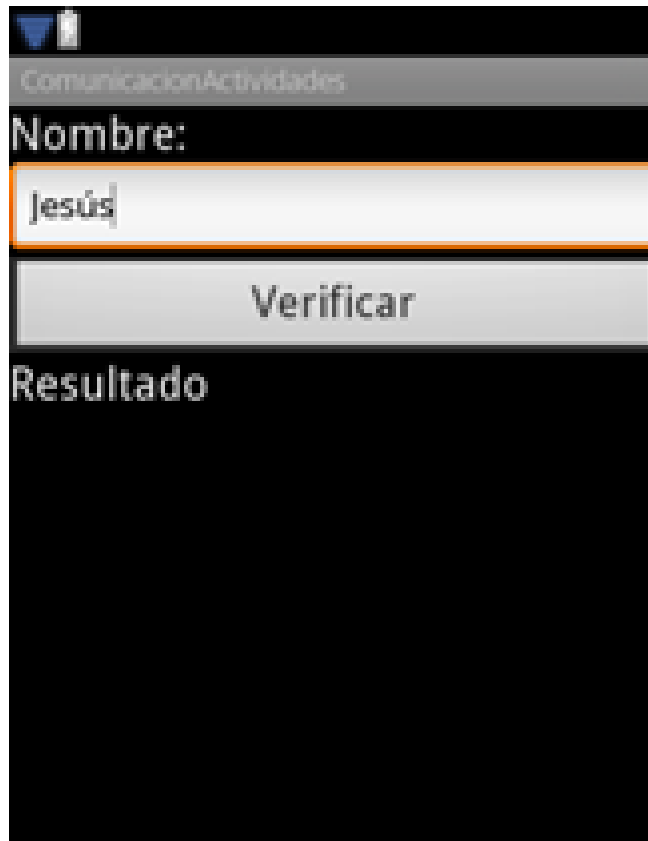 ComunicacionActividades
Nombre:
Jesús
Verificar
Resultado